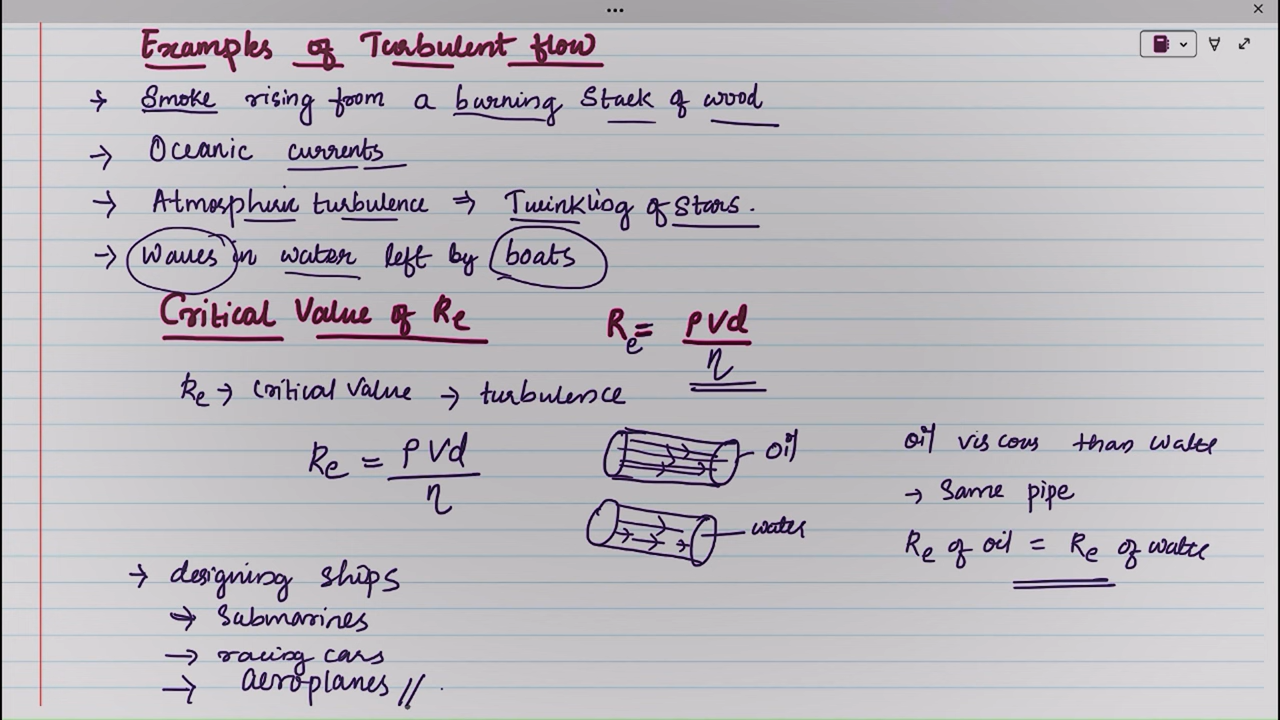 Examples of Turbulent flow
→ Smoke rising from a burning Stack of wood
→ Oceanic currents
→ Atmospheric turbulence ⇒ Twinkling of stars.
→ Waves in water left by boats
Critical Value of Re
Re = ρVd/η
Re → Critical Value → turbulence
Re = ρVd/η
oil
water
oil viscous than water
→ Same pipe
Re of oil = Re of water
→ designing ships
→ Submarines
→ racing cars
→ aeroplanes //